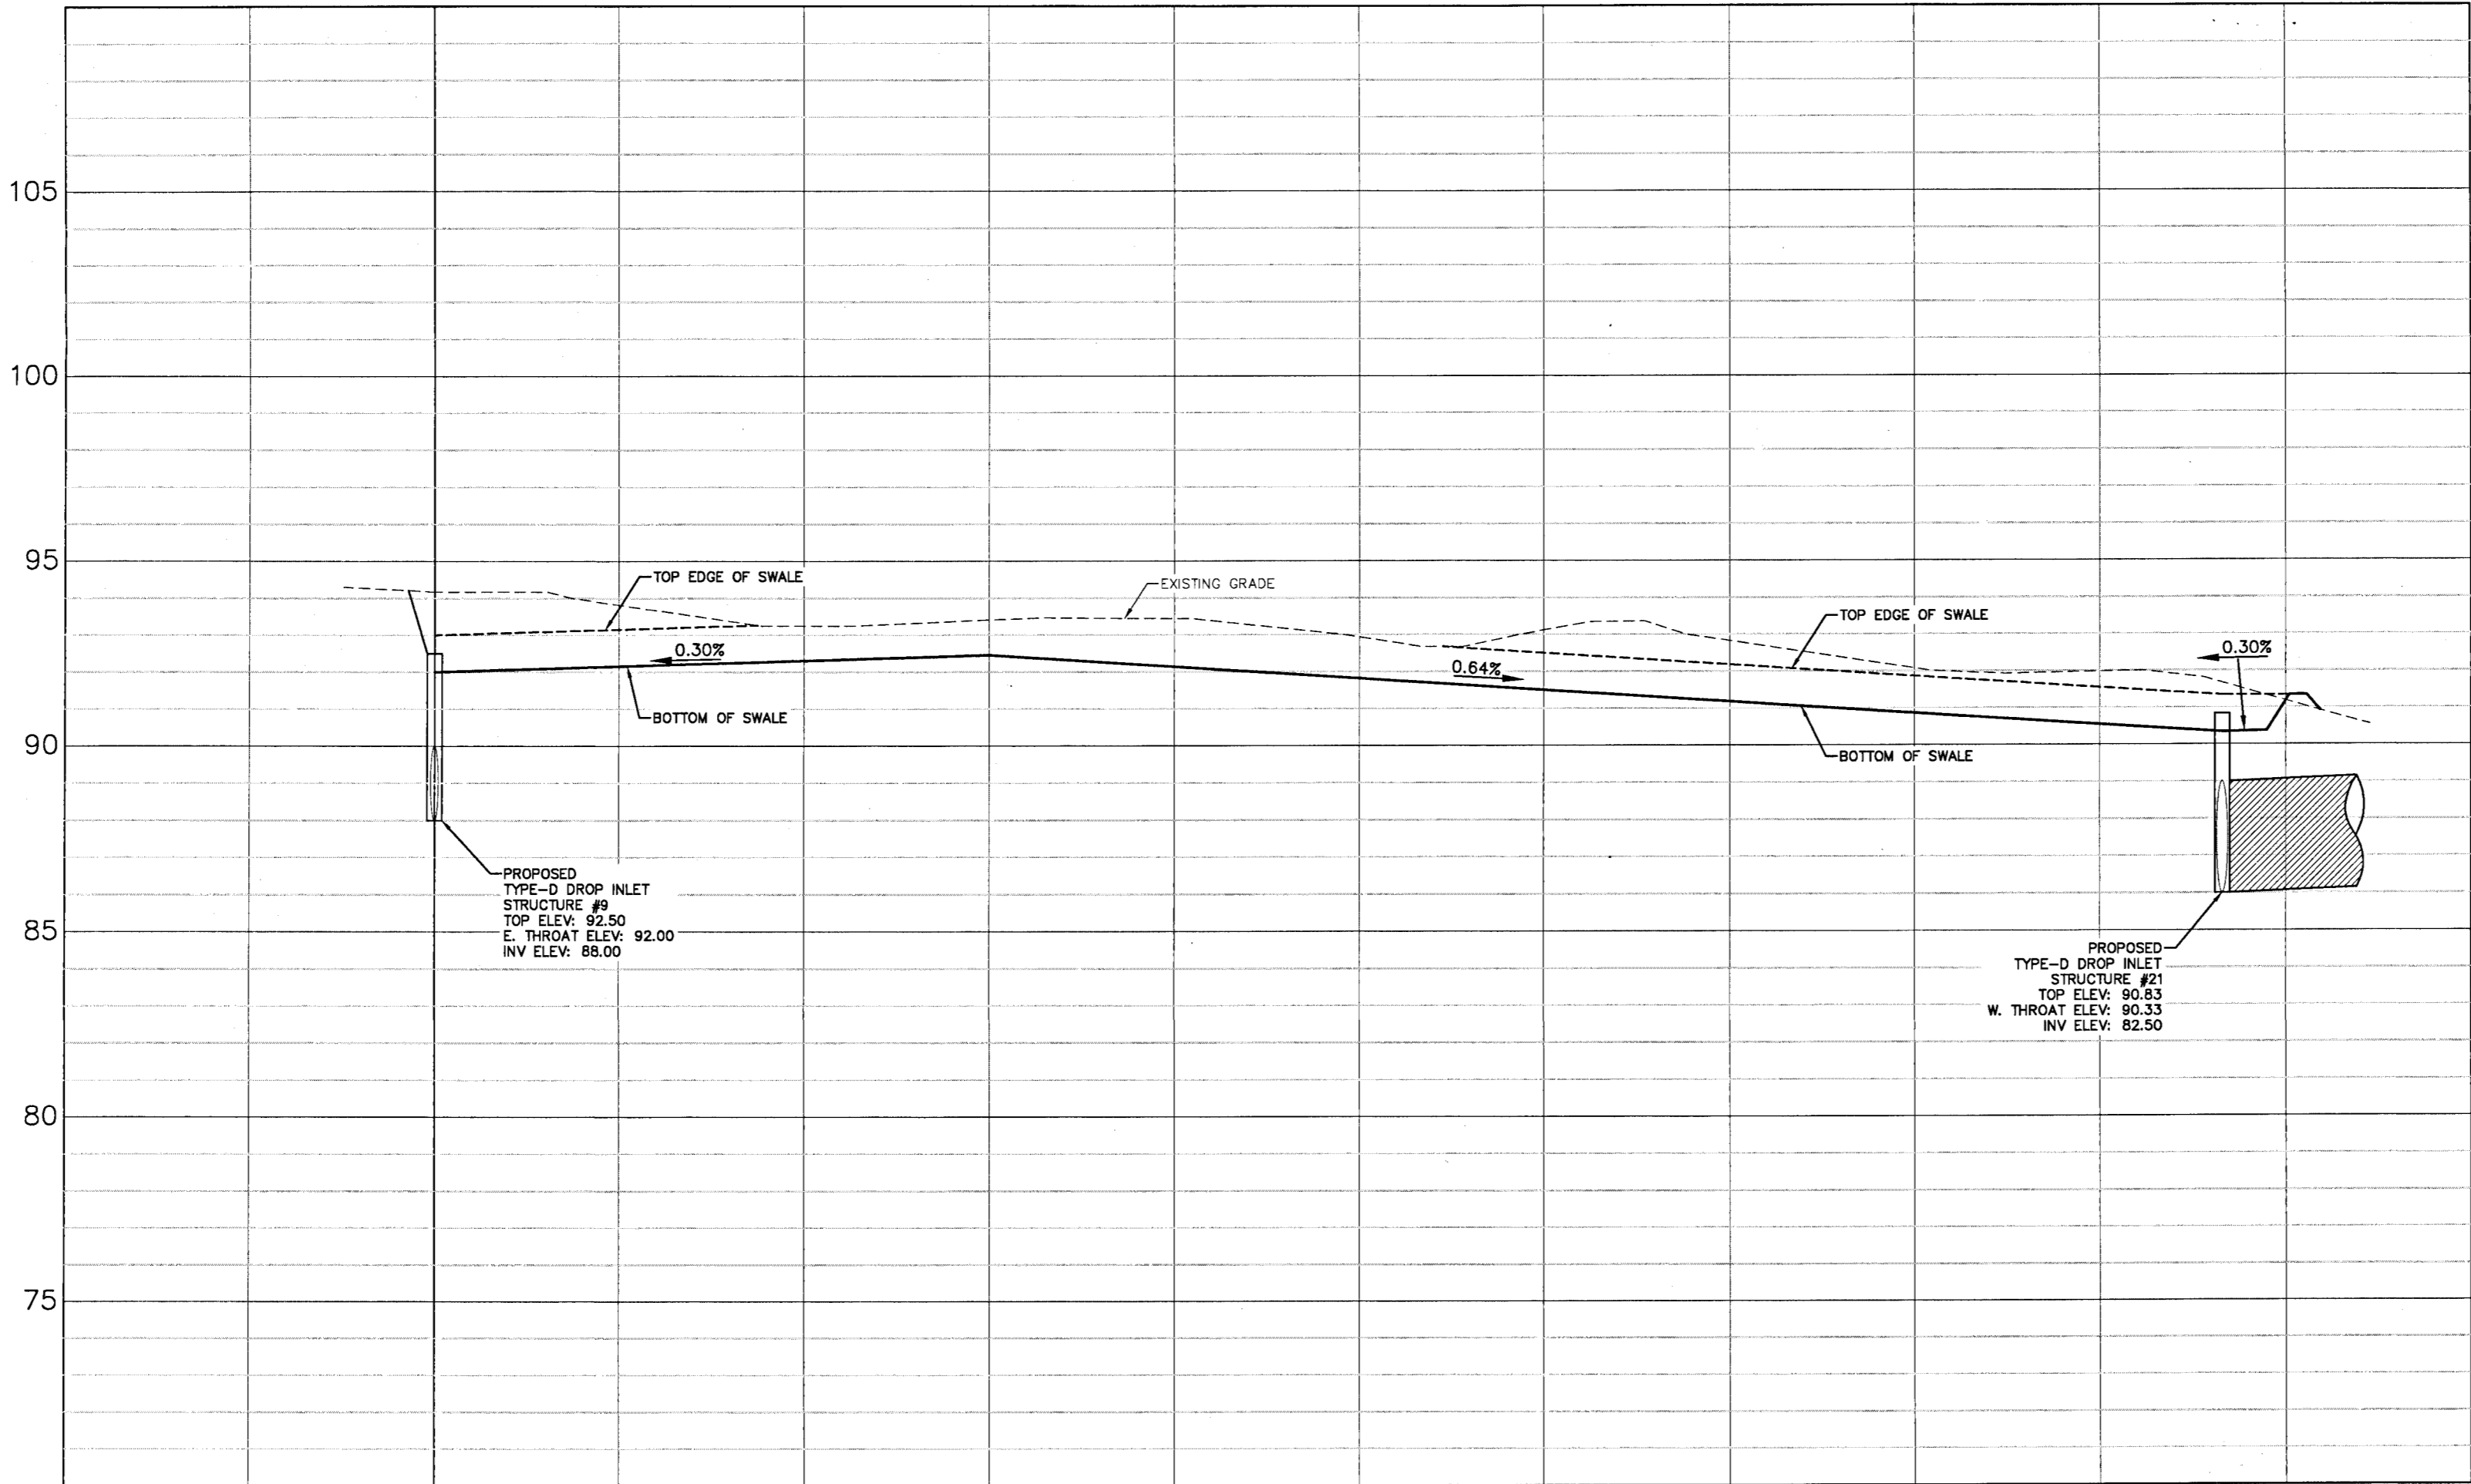 105
100
95
90
85
80
75
TOP EDGE OF SWALE
EXISTING GRADE
TOP EDGE OF SWALE
0.30%
0.64%
0.30%
BOTTOM OF SWALE
BOTTOM OF SWALE
PROPOSED
TYPE-D DROP INLET
STRUCTURE #9
TOP ELEV: 92.50
E. THROAT ELEV: 92.00
INV ELEV: 88.00
PROPOSED
TYPE-D DROP INLET
STRUCTURE #21
TOP ELEV: 90.83
W. THROAT ELEV: 90.33
INV ELEV: 82.50